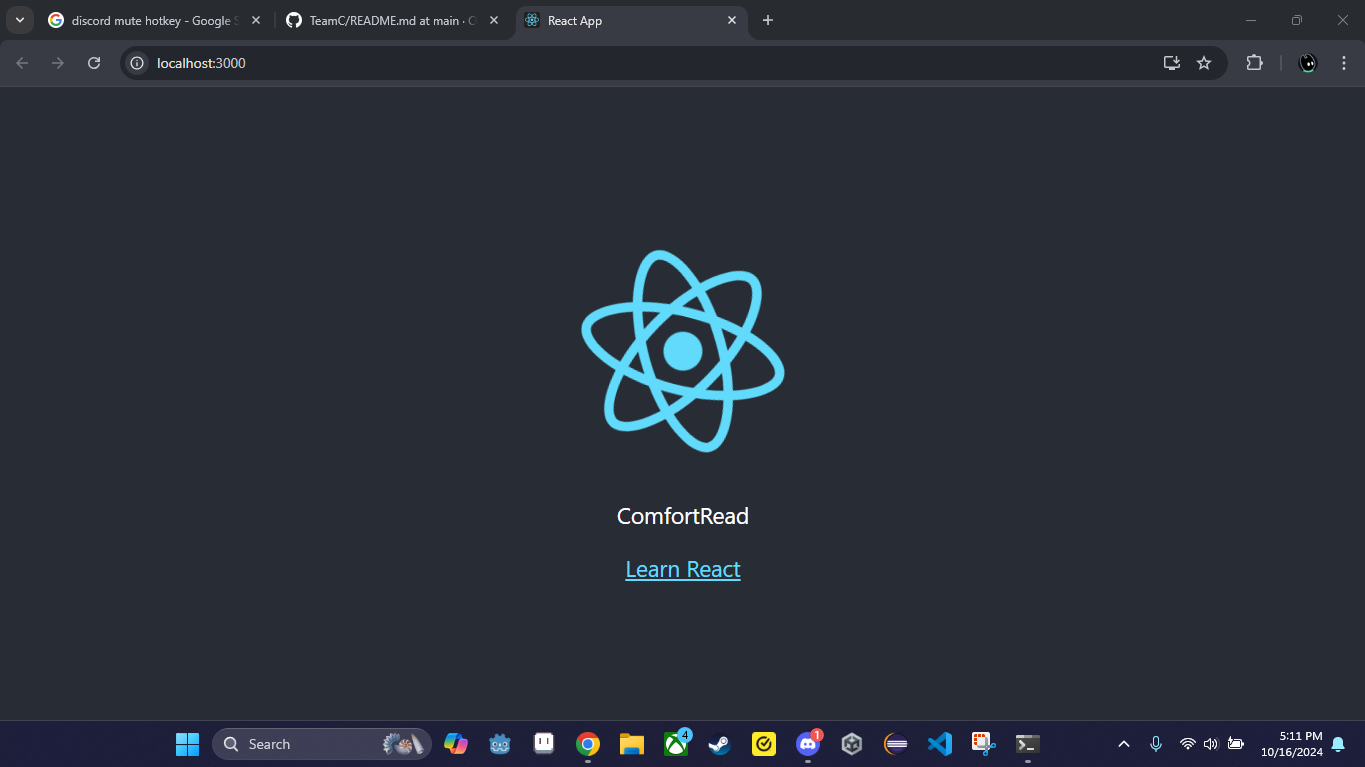 discord mute hotkey - Google S
TeamC/README.md at main · C
React App
localhost:3000
ComfortRead
Learn React
Search
4
1
5:11 PM
10/16/2024